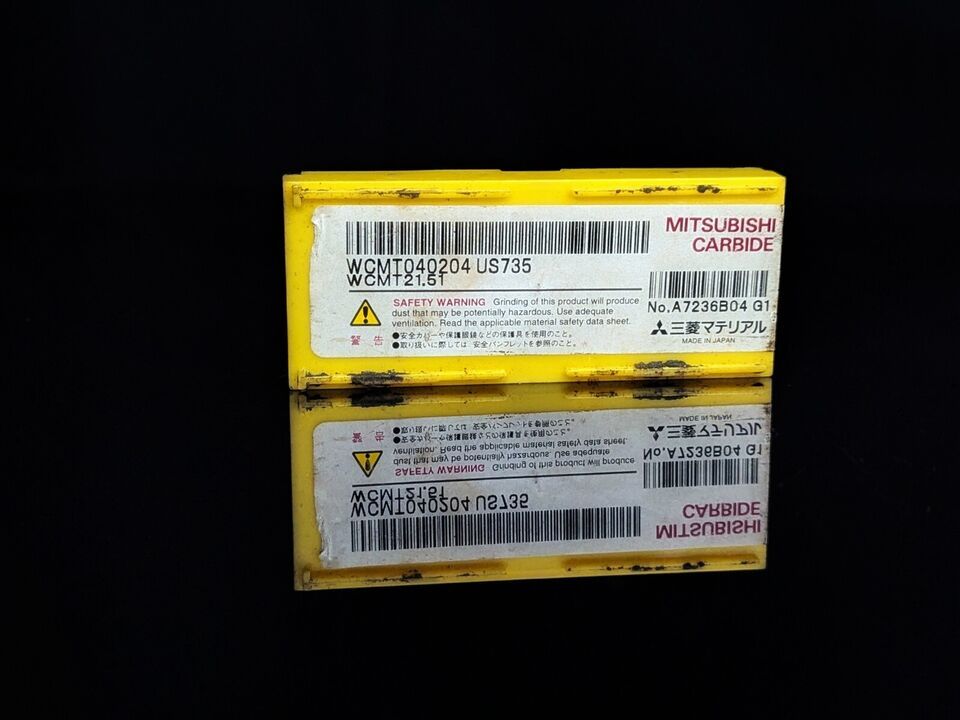 MITSUBISHI
CARBIDE
WCMT040204 US735
WCMT21.51
No.A7236B04 G1
SAFETY WARNING Grinding of this product will produce
dust that may be potentially hazardous. Use adequate
ventilation. Read the applicable material safety data sheet.
警告
●安全カバーや保護眼鏡などの保護具を使用のこと。
●取り扱いに際しては 安全パンフレットを参照のこと。
三菱マテリアル
MADE IN JAPAN